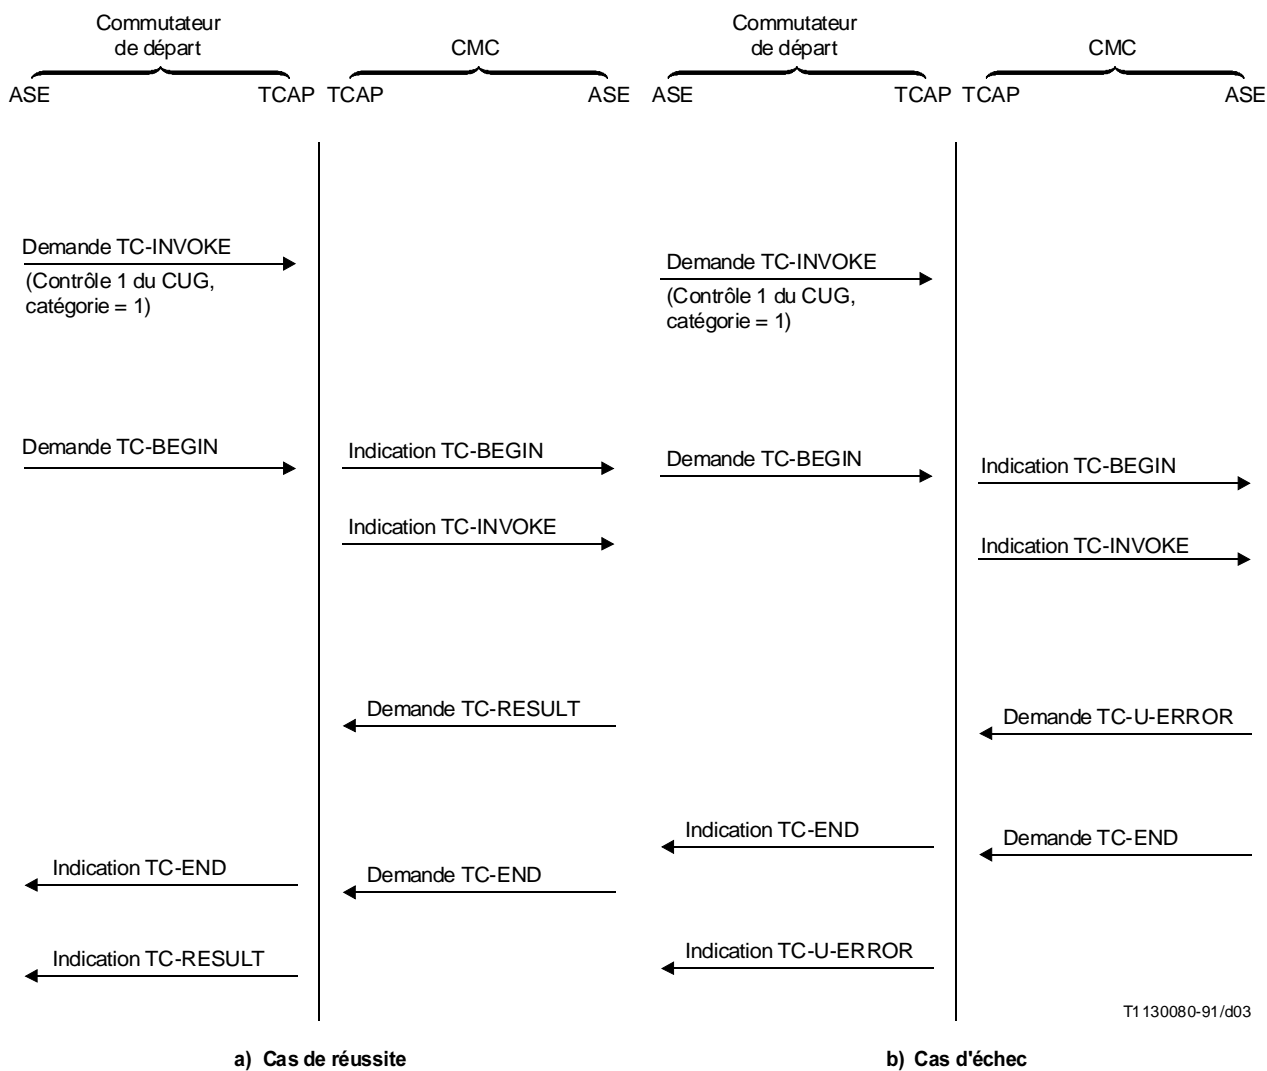 Commutateur
de départ
CMC
ASE TCAP TCAP ASE
Demande TC-INVOKE
(Contrôle 1 du CUG,
catégorie = 1)
Demande TC-BEGIN
Indication TC-BEGIN
Indication TC-INVOKE
Demande TC-RESULT
Indication TC-END
Demande TC-END
Indication TC-RESULT
a) Cas de réussite
Commutateur
de départ
CMC
ASE TCAP TCAP ASE
Demande TC-INVOKE
(Contrôle 1 du CUG,
catégorie = 1)
Demande TC-BEGIN
Indication TC-BEGIN
Indication TC-INVOKE
Demande TC-U-ERROR
Indication TC-END
Demande TC-END
Indication TC-U-ERROR
T1130080-91/d03
b) Cas d'échec